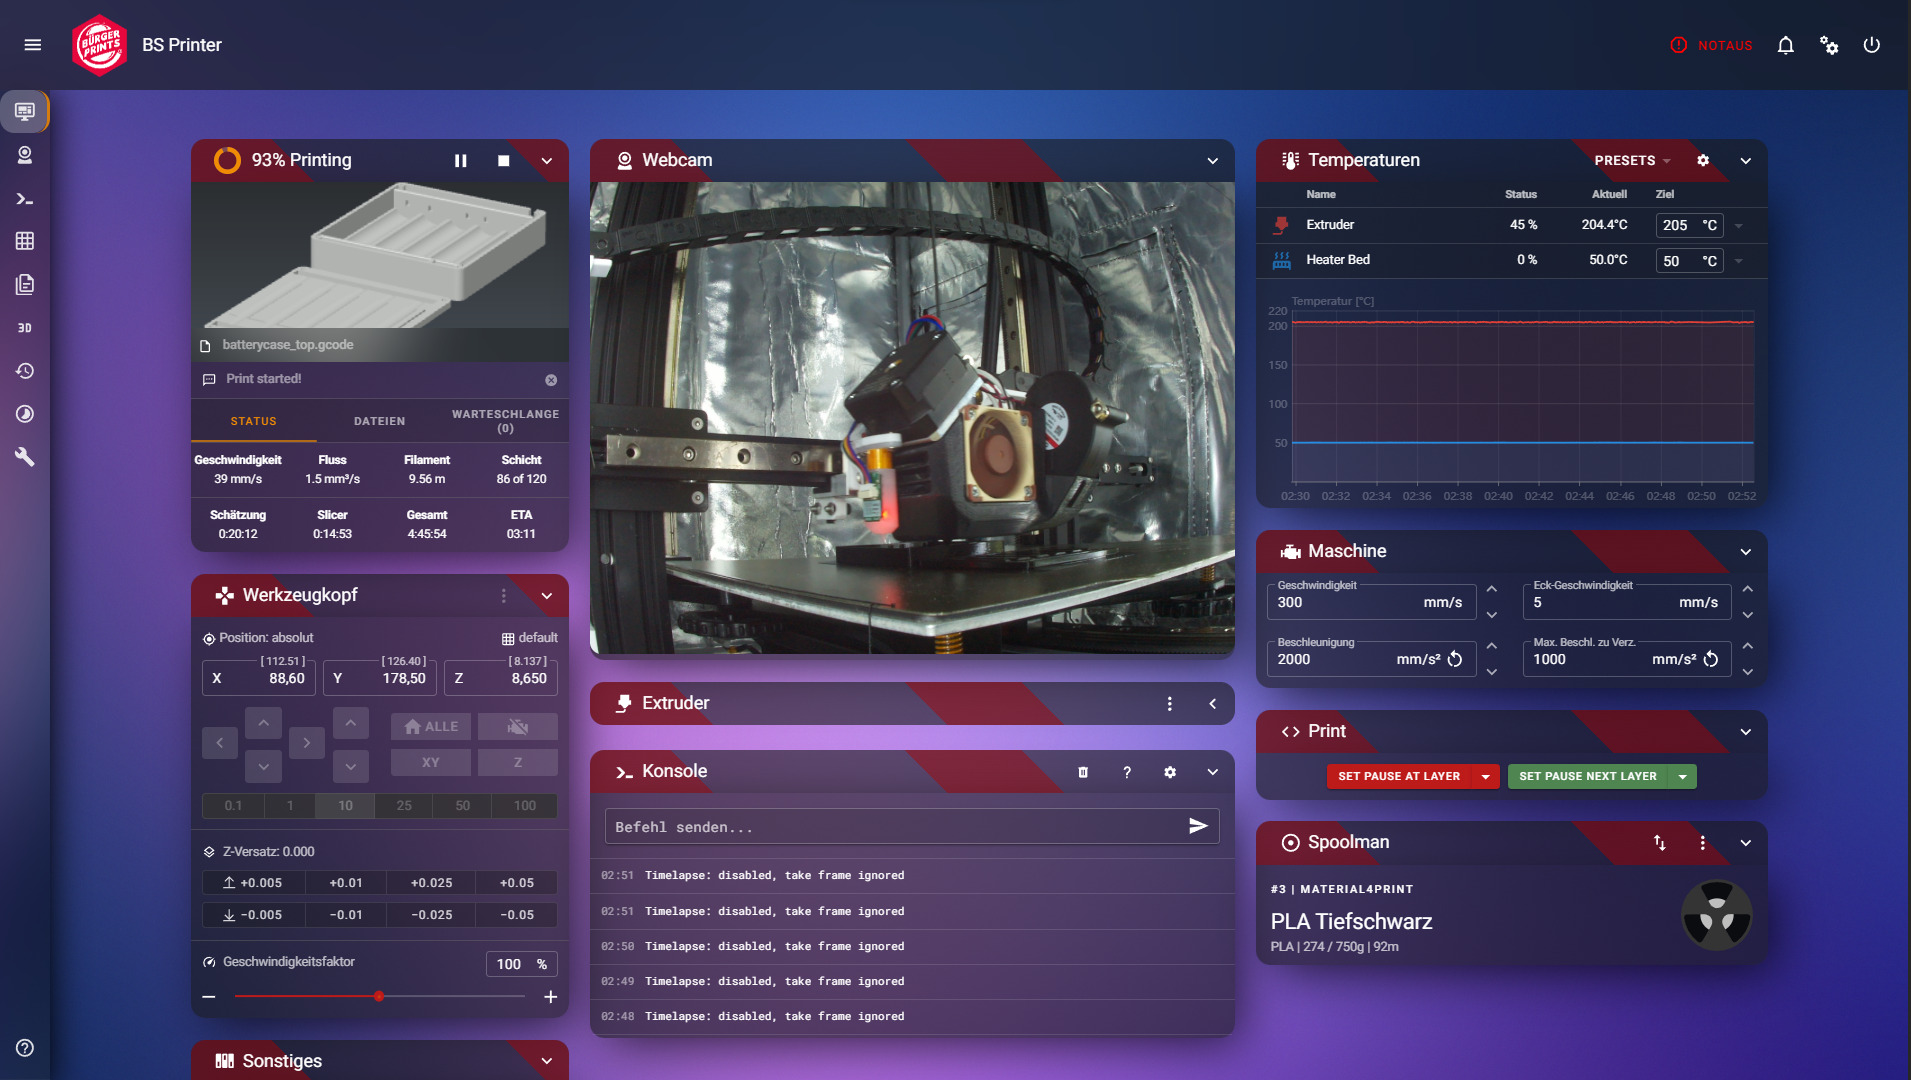 BÜRGER
PRINTS
BS Printer
NOTAUS
3D
93% Printing
batterycase_top.gcode
Print started!
STATUS
DATEIEN
WARTESCHLANGE
(0)
Geschwindigkeit
Fluss
Filament
Schicht
39 mm/s
1.5 mm³/s
9.56 m
86 of 120
Schätzung
Slicer
Gesamt
ETA
0:20:12
0:14:53
4:45:54
03:11
Werkzeugkopf
Position: absolut
default
[ 112.51 ]
[ 126.40 ]
[ 8.137 ]
X 88,60
Y 178,50
Z 8,650
ALLE
XY
Z
0.1 1 10 25 50 100
Z-Versatz: 0.000
+0.005 +0.01 +0.025 +0.05
−0.005 −0.01 −0.025 −0.05
Geschwindigkeitsfaktor
100 %
Sonstiges
Webcam
Extruder
Konsole
?
Befehl senden...
02:51 Timelapse: disabled, take frame ignored
02:51 Timelapse: disabled, take frame ignored
02:50 Timelapse: disabled, take frame ignored
02:49 Timelapse: disabled, take frame ignored
02:48 Timelapse: disabled, take frame ignored
Temperaturen
PRESETS
Name Status Aktuell Ziel
Extruder 45 % 204.4°C 205 °C
Heater Bed 0 % 50.0°C 50 °C
Temperatur [°C]
220
200
150
100
50
02:30 02:32 02:34 02:36 02:38 02:40 02:42 02:44 02:46 02:48 02:50 02:52
Maschine
Geschwindigkeit
300 mm/s
Eck-Geschwindigkeit
5 mm/s
Beschleunigung
2000 mm/s²
Max. Beschl. zu Verz.
1000 mm/s²
Print
SET PAUSE AT LAYER
SET PAUSE NEXT LAYER
Spoolman
#3 | MATERIAL4PRINT
PLA Tiefschwarz
PLA | 274 / 750g | 92m